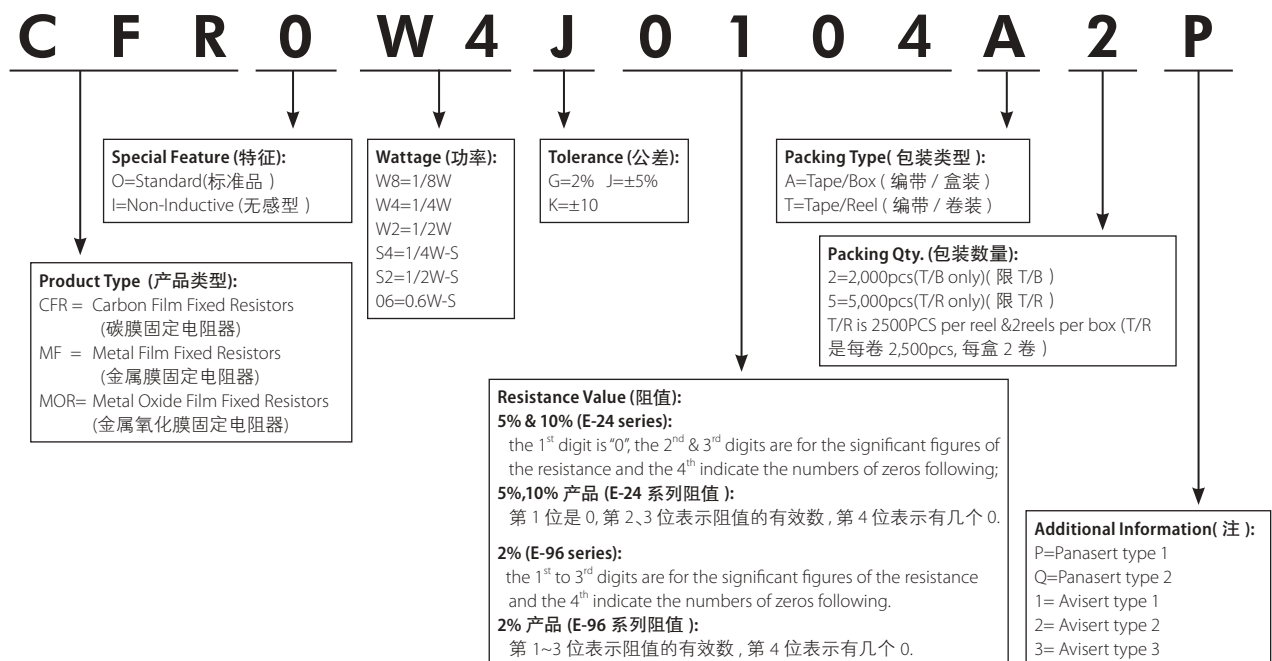 C F R 0 W 4 J 0 1 0 4 A 2 P
Special Feature (特征):
O=Standard(标准品 )
I=Non-Inductive (无感型 )
Wattage (功率):
W8=1/8W
W4=1/4W
W2=1/2W
S4=1/4W-S
S2=1/2W-S
06=0.6W-S
Tolerance (公差):
G=2% J=±5%
K=±10
Packing Type( 包装类型 ):
A=Tape/Box ( 编带 / 盒装 )
T=Tape/Reel ( 编带 / 卷装 )
Packing Qty. (包装数量):
2=2,000pcs(T/B only)( 限 T/B )
5=5,000pcs(T/R only)( 限 T/R )
T/R is 2500PCS per reel &2reels per box (T/R
是每卷 2,500pcs, 每盒 2 卷 )
Product Type (产品类型):
CFR = Carbon Film Fixed Resistors
(碳膜固定电阻器)
MF = Metal Film Fixed Resistors
(金属膜固定电阻器)
MOR= Metal Oxide Film Fixed Resistors
(金属氧化膜固定电阻器)
Resistance Value (阻值):
5% & 10% (E-24 series):
the 1st digit is "0", the 2nd & 3rd digits are for the significant figures of
the resistance and the 4th indicate the numbers of zeros following;
5%,10% 产品 (E-24 系列阻值 ):
第 1 位是 0, 第 2、3 位表示阻值的有效数 , 第 4 位表示有几个 0.
2% (E-96 series):
the 1st to 3rd digits are for the significant figures of the resistance
and the 4th indicate the numbers of zeros following.
2% 产品 (E-96 系列阻值 ):
第 1~3 位表示阻值的有效数 , 第 4 位表示有几个 0.
Additional Information( 注 ):
P=Panasert type 1
Q=Panasert type 2
1= Avisert type 1
2= Avisert type 2
3= Avisert type 3